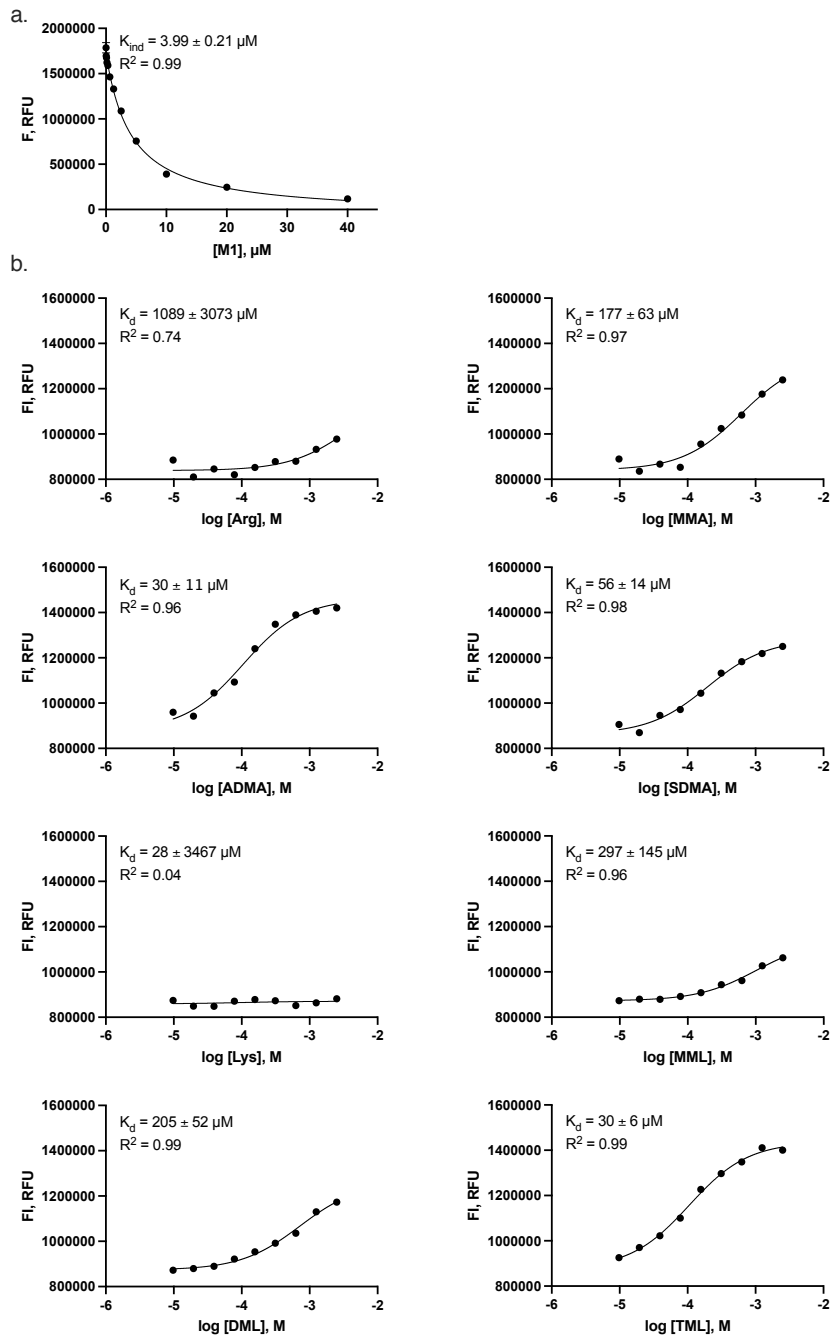 a.
2000000
1500000
1000000
500000
0
F, RFU
K_ind = 3.99 ± 0.21 µM
R² = 0.99
0 10 20 30 40
[M1], µM
b.
1600000
1400000
1200000
1000000
800000
FI, RFU
K_d = 1089 ± 3073 µM
R² = 0.74
-6 -5 -4 -3 -2
log [Arg], M
1600000
1400000
1200000
1000000
800000
FI, RFU
K_d = 177 ± 63 µM
R² = 0.97
-6 -5 -4 -3 -2
log [MMA], M
1600000
1400000
1200000
1000000
800000
FI, RFU
K_d = 30 ± 11 µM
R² = 0.96
-6 -5 -4 -3 -2
log [ADMA], M
1600000
1400000
1200000
1000000
800000
FI, RFU
K_d = 56 ± 14 µM
R² = 0.98
-6 -5 -4 -3 -2
log [SDMA], M
1600000
1400000
1200000
1000000
800000
FI, RFU
K_d = 28 ± 3467 µM
R² = 0.04
-6 -5 -4 -3 -2
log [Lys], M
1600000
1400000
1200000
1000000
800000
FI, RFU
K_d = 297 ± 145 µM
R² = 0.96
-6 -5 -4 -3 -2
log [MML], M
1600000
1400000
1200000
1000000
800000
FI, RFU
K_d = 205 ± 52 µM
R² = 0.99
-6 -5 -4 -3 -2
log [DML], M
1600000
1400000
1200000
1000000
800000
FI, RFU
K_d = 30 ± 6 µM
R² = 0.99
-6 -5 -4 -3 -2
log [TML], M